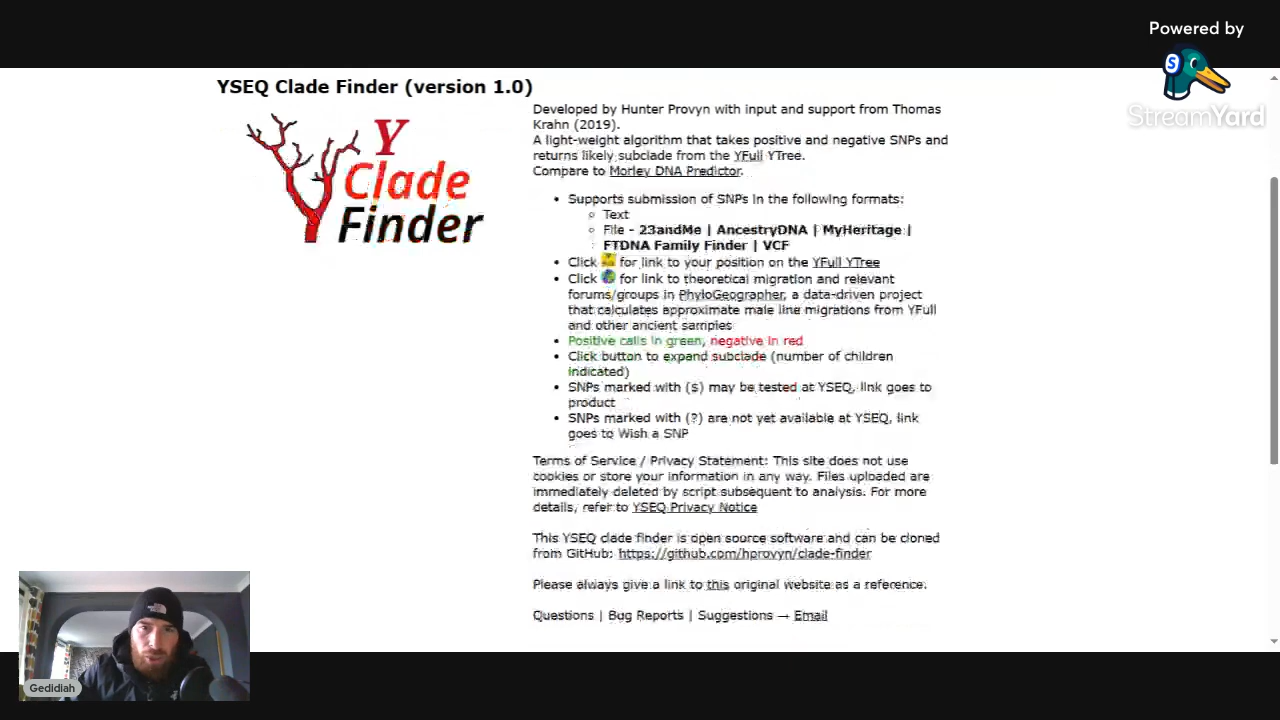 Powered by
StreamYard
YSEQ Clade Finder (version 1.0)
Y
Clade
Finder
Developed by Hunter Provyn with input and support from Thomas
Krahn (2019).
A light-weight algorithm that takes positive and negative SNPs and
returns likely subclade from the YFull YTree.
Compare to Morley DNA Predictor.
• Supports submission of SNPs in the following formats:
◦ Text
◦ File - 23andMe | AncestryDNA | MyHeritage |
FTDNA Family Finder | VCF
• Click for link to your position on the YFull YTree
• Click for link to theoretical migration and relevant
forums/groups in PhyloGeographer, a data-driven project
that calculates approximate male line migrations from YFull
and other ancient samples
• Positive calls in green, negative in red
• Click button to expand subclade (number of children
indicated)
• SNPs marked with ($) may be tested at YSEQ, link goes to
product
• SNPs marked with (?) are not yet available at YSEQ, link
goes to Wish a SNP
Terms of Service / Privacy Statement: This site does not use
cookies or store your information in any way. Files uploaded are
immediately deleted by script subsequent to analysis. For more
details, refer to YSEQ Privacy Notice
This YSEQ clade finder is open source software and can be cloned
from GitHub: https://github.com/hprovyn/clade-finder
Please always give a link to this original website as a reference.
Questions | Bug Reports | Suggestions → Email
Gedidiah